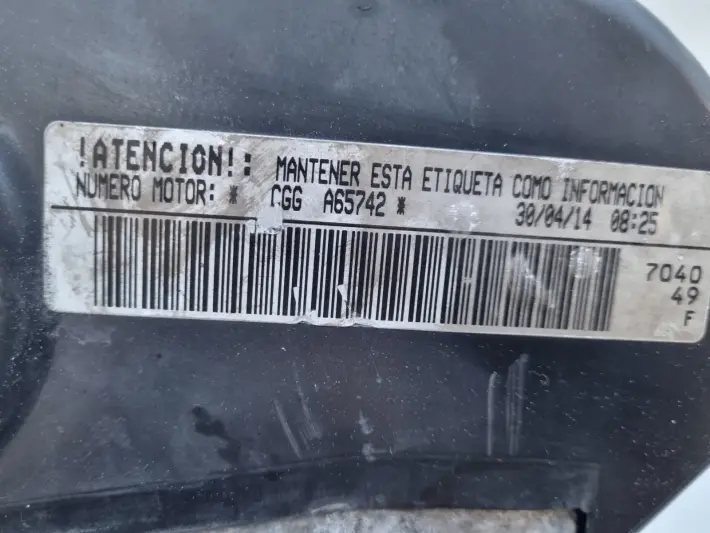 !ATENCION!: MANTENER ESTA ETIQUETA COMO INFORMACION
NUMERO MOTOR: * CGG A65742 * 30/04/14 08:25
7040
49
F